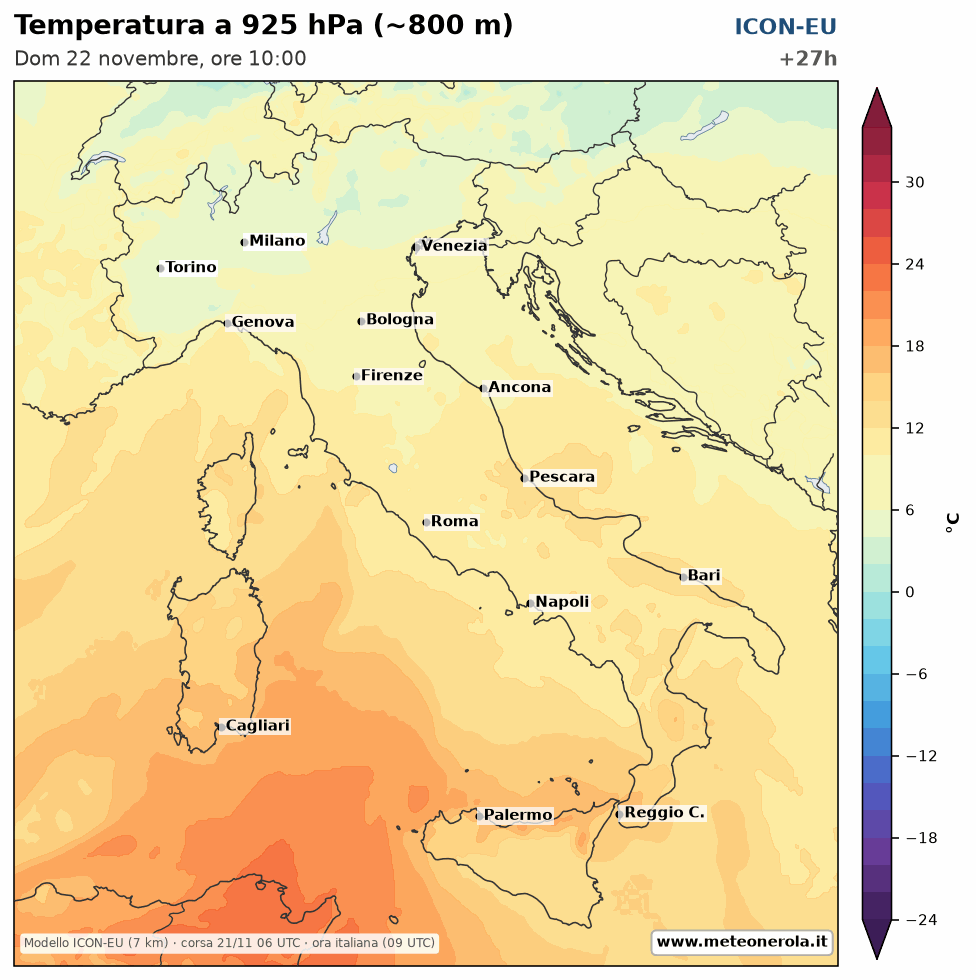 Temperatura a 925 hPa (~800 m)
ICON-EU
Dom 22 novembre, ore 10:00
+27h
Milano
Venezia
Torino
Genova
Bologna
Firenze
Ancona
Pescara
Roma
Bari
Napoli
Cagliari
Palermo
Reggio C.
30
24
18
12
6
0
−6
−12
−18
−24
°C
Modello ICON-EU (7 km) · corsa 21/11 06 UTC · ora italiana (09 UTC)
www.meteonerola.it